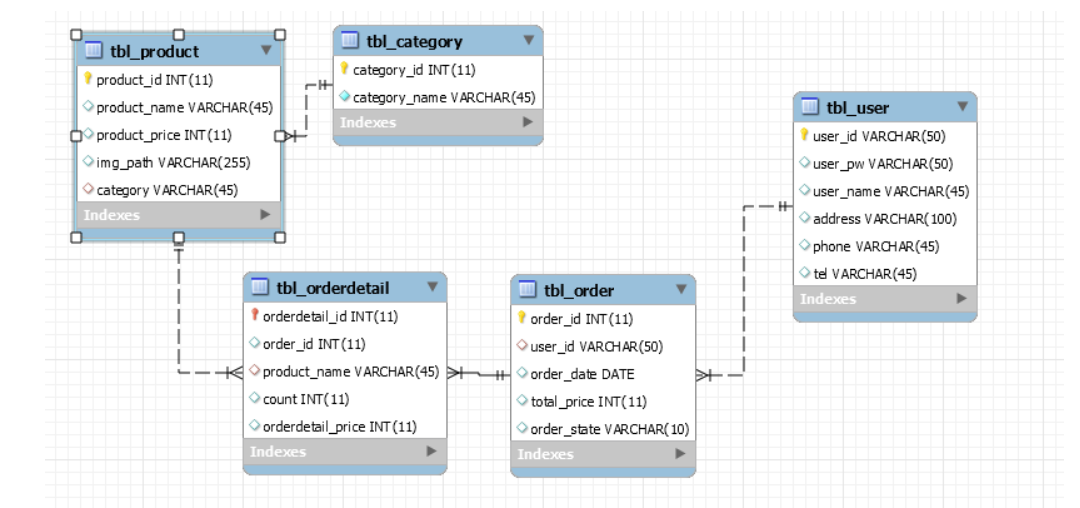 tbl_product
product_id INT(11)
product_name VARCHAR(45)
product_price INT(11)
img_path VARCHAR(255)
category VARCHAR(45)
Indexes
tbl_category
category_id INT(11)
category_name VARCHAR(45)
Indexes
tbl_user
user_id VARCHAR(50)
user_pw VARCHAR(50)
user_name VARCHAR(45)
address VARCHAR(100)
phone VARCHAR(45)
tel VARCHAR(45)
Indexes
tbl_orderdetail
orderdetail_id INT(11)
order_id INT(11)
product_name VARCHAR(45)
count INT(11)
orderdetail_price INT(11)
Indexes
tbl_order
order_id INT(11)
user_id VARCHAR(50)
order_date DATE
total_price INT(11)
order_state VARCHAR(10)
Indexes